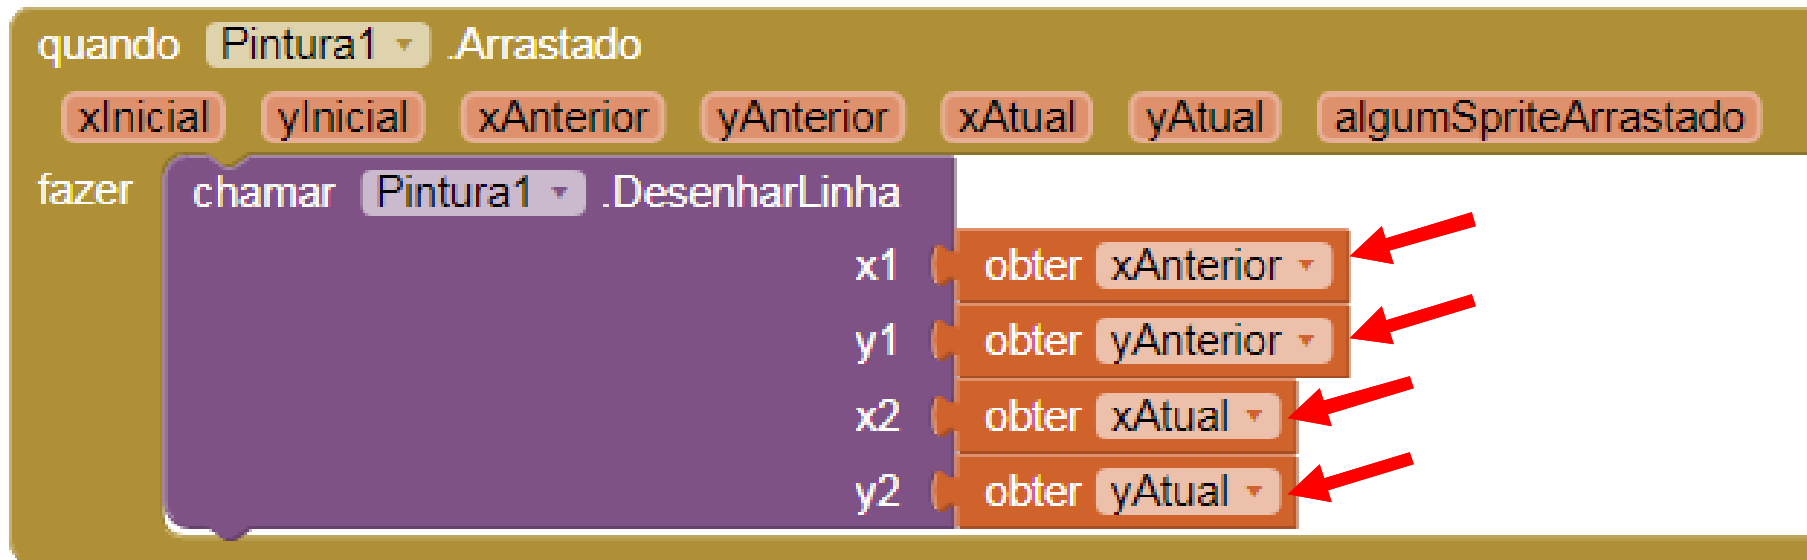 quando Pintura1 .Arrastado
xInicial yInicial xAnterior yAnterior xAtual yAtual algumSpriteArrastado
fazer chamar Pintura1 .DesenharLinha
x1 obter xAnterior
y1 obter yAnterior
x2 obter xAtual
y2 obter yAtual